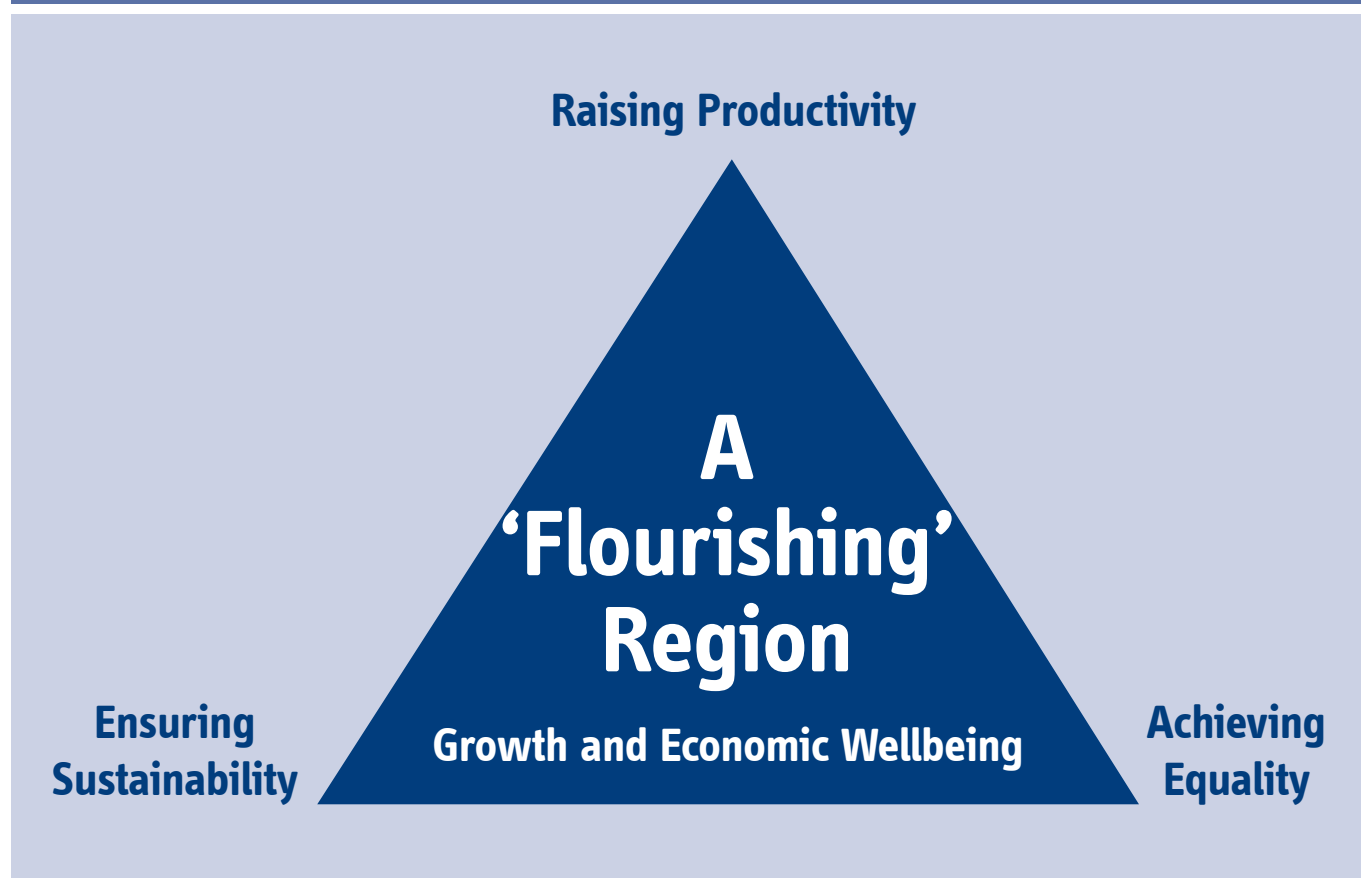 Raising Productivity
A
‘Flourishing’
Region
Growth and Economic Wellbeing
Ensuring
Sustainability
Achieving
Equality